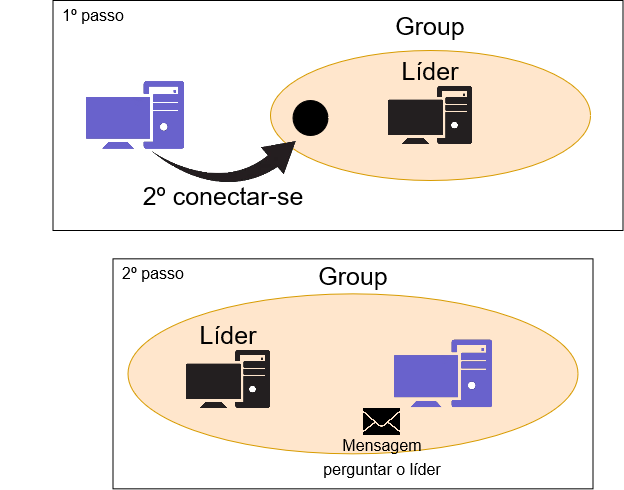 1º passo
Group
Líder
2º conectar-se
2º passo
Group
Líder
Mensagem
perguntar o líder